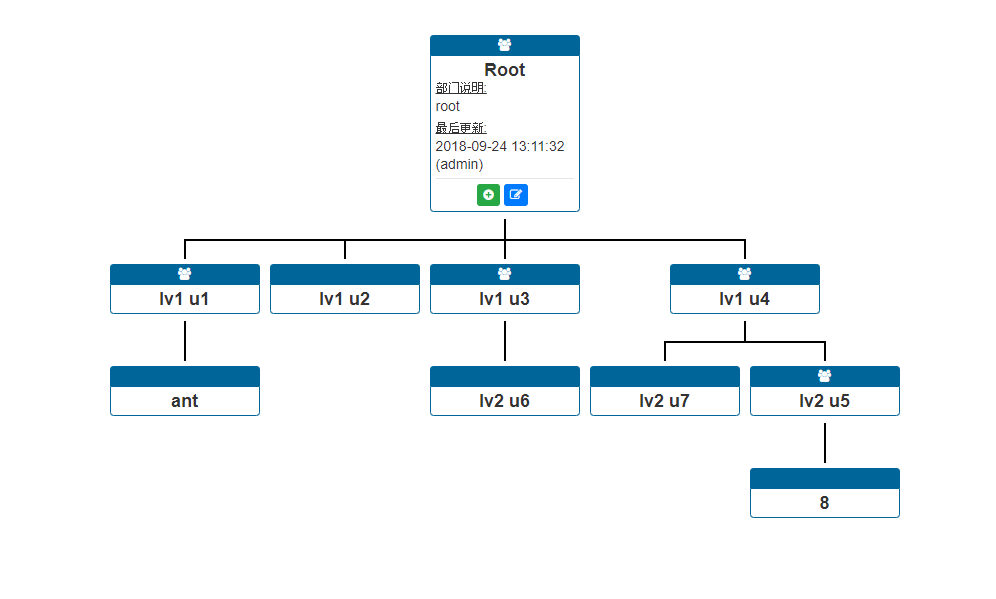 Root
部门说明:
root
最后更新:
2018-09-24 13:11:32
(admin)
lv1 u1
lv1 u2
lv1 u3
lv1 u4
ant
lv2 u6
lv2 u7
lv2 u5
8